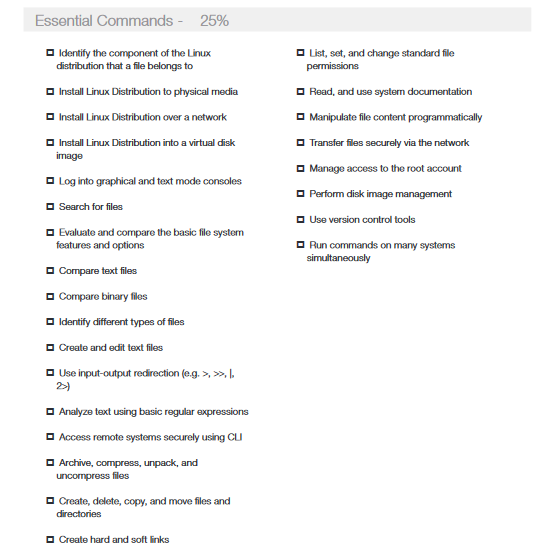 Essential Commands - 25%
Identify the component of the Linux
distribution that a file belongs to
Install Linux Distribution to physical media
Install Linux Distribution over a network
Install Linux Distribution into a virtual disk
image
Log into graphical and text mode consoles
Search for files
Evaluate and compare the basic file system
features and options
Compare text files
Compare binary files
Identify different types of files
Create and edit text files
Use input-output redirection (e.g. >, >>, |,
2>)
Analyze text using basic regular expressions
Access remote systems securely using CLI
Archive, compress, unpack, and
uncompress files
Create, delete, copy, and move files and
directories
Create hard and soft links
List, set, and change standard file
permissions
Read, and use system documentation
Manipulate file content programmatically
Transfer files securely via the network
Manage access to the root account
Perform disk image management
Use version control tools
Run commands on many systems
simultaneously